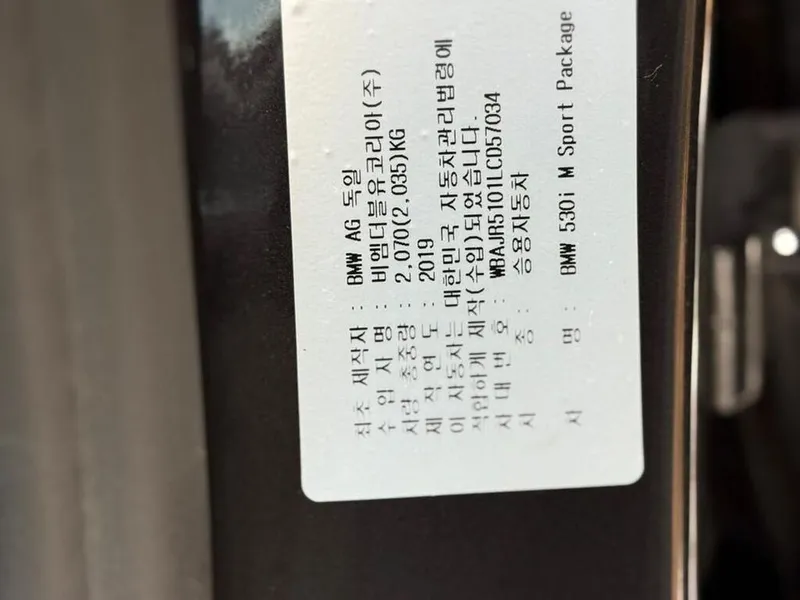 최초 제작자 : BMW AG 독일
수 입 사 명 : 비엠더블유코리아(주)
차량 총중량 : 2,070(2,035)KG
제 작 연 도 : 2019
이 자동차는 대한민국 자동차관리법령에
적합하게 제작(수입)되었습니다.
차 대 번 호 : WBAJR5101LCD57034
차 종 : 승용자동차
차 명 : BMW 530i M Sport Package